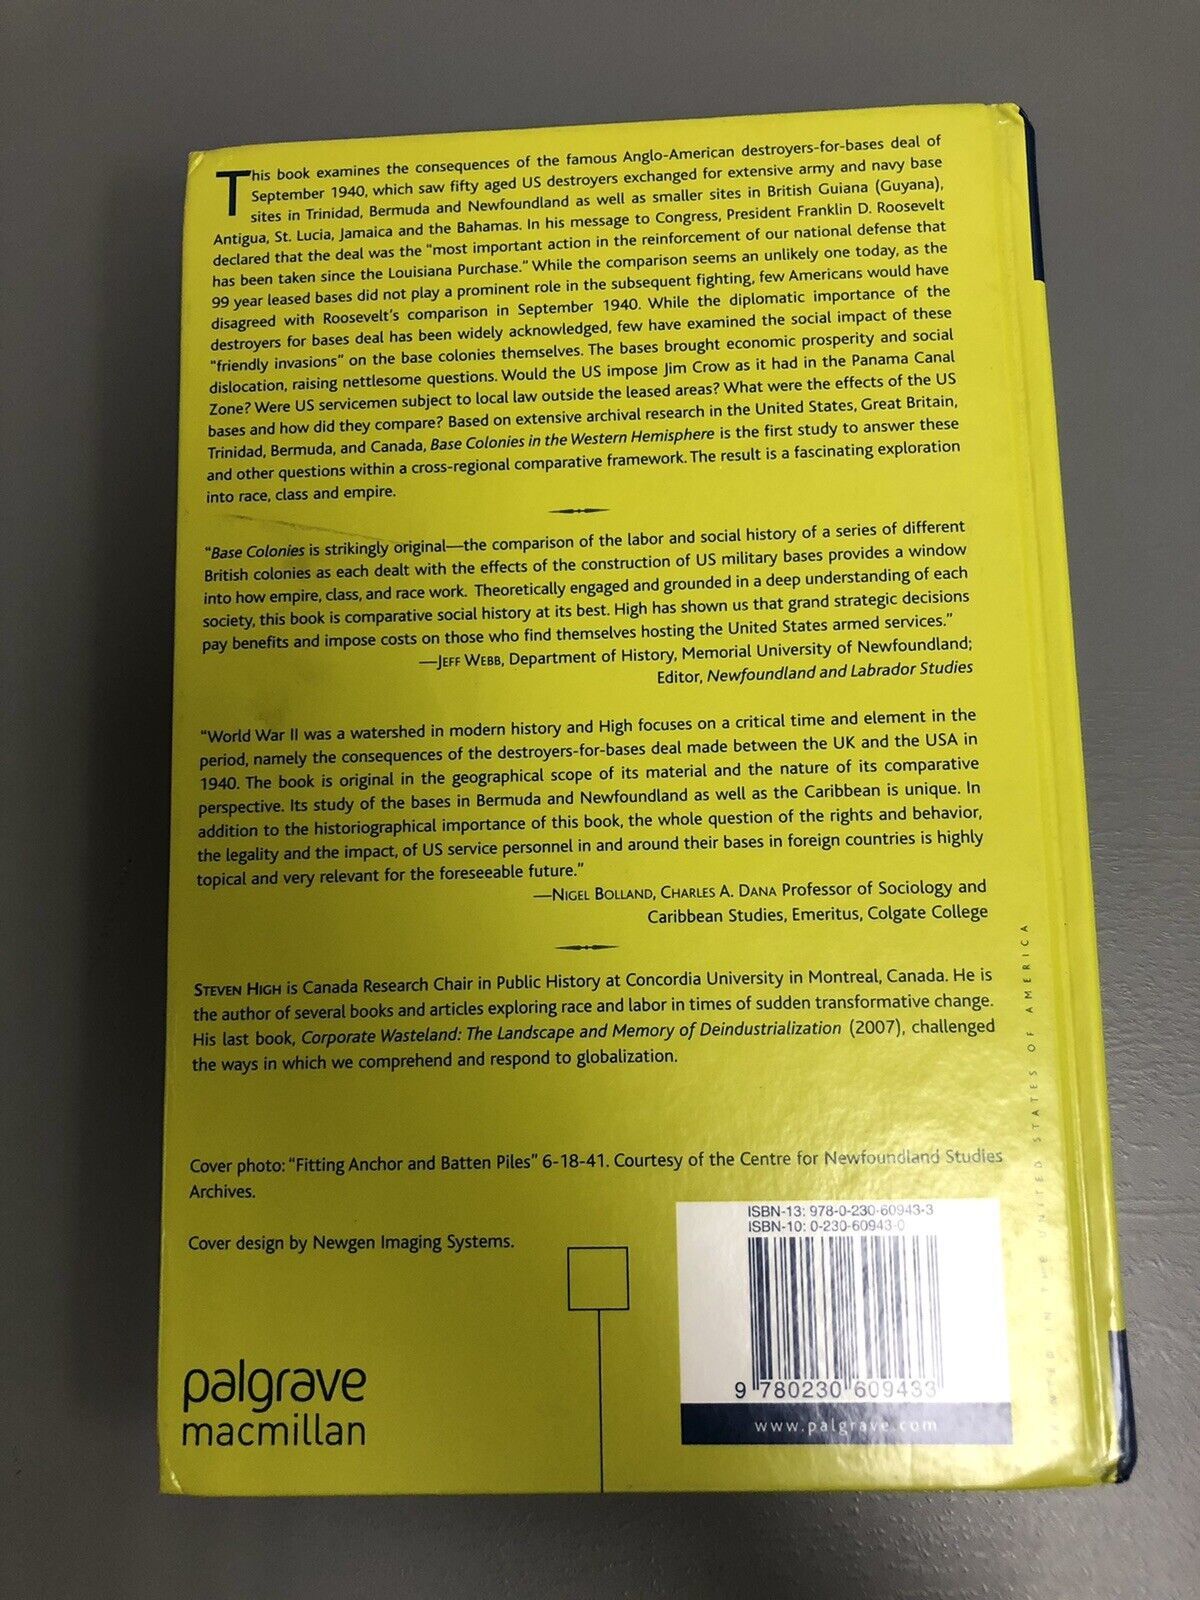 This book examines the consequences of the famous Anglo-American destroyers-for-bases deal of
September 1940, which saw fifty aged US destroyers exchanged for extensive army and navy base
sites in Trinidad, Bermuda and Newfoundland as well as smaller sites in British Guiana (Guyana),
Antigua, St. Lucia, Jamaica and the Bahamas. In his message to Congress, President Franklin D. Roosevelt
declared that the deal was the “most important action in the reinforcement of our national defense that
has been taken since the Louisiana Purchase.” While the comparison seems an unlikely one today, as the
99 year leased bases did not play a prominent role in the subsequent fighting, few Americans would have
disagreed with Roosevelt’s comparison in September 1940. While the diplomatic importance of the
destroyers for bases deal has been widely acknowledged, few have examined the social impact of these
“friendly invasions” on the base colonies themselves. The bases brought economic prosperity and social
dislocation, raising nettlesome questions. Would the US impose Jim Crow as it had in the Panama Canal
Zone? Were US servicemen subject to local law outside the leased areas? What were the effects of the US
bases and how did they compare? Based on extensive archival research in the United States, Great Britain,
Trinidad, Bermuda, and Canada, Base Colonies in the Western Hemisphere is the first study to answer these
and other questions within a cross-regional comparative framework. The result is a fascinating exploration
into race, class and empire.
“Base Colonies is strikingly original—the comparison of the labor and social history of a series of different
British colonies as each dealt with the effects of the construction of US military bases provides a window
into how empire, class, and race work. Theoretically engaged and grounded in a deep understanding of each
society, this book is comparative social history at its best. High has shown us that grand strategic decisions
pay benefits and impose costs on those who find themselves hosting the United States armed services.”
—JEFF WEBB, Department of History, Memorial University of Newfoundland;
Editor, Newfoundland and Labrador Studies
“World War II was a watershed in modern history and High focuses on a critical time and element in the
period, namely the consequences of the destroyers-for-bases deal made between the UK and the USA in
1940. The book is original in the geographical scope of its material and the nature of its comparative
perspective. Its study of the bases in Bermuda and Newfoundland as well as the Caribbean is unique. In
addition to the historiographical importance of this book, the whole question of the rights and behavior,
the legality and the impact, of US service personnel in and around their bases in foreign countries is highly
topical and very relevant for the foreseeable future.”
—NIGEL BOLLAND, CHARLES A. DANA Professor of Sociology and
Caribbean Studies, Emeritus, Colgate College
STEVEN HIGH is Canada Research Chair in Public History at Concordia University in Montreal, Canada. He is
the author of several books and articles exploring race and labor in times of sudden transformative change.
His last book, Corporate Wasteland: The Landscape and Memory of Deindustrialization (2007), challenged
the ways in which we comprehend and respond to globalization.
Cover photo: “Fitting Anchor and Batten Piles” 6-18-41. Courtesy of the Centre for Newfoundland Studies
Archives.
Cover design by Newgen Imaging Systems.
palgrave
macmillan
ISBN-13: 978-0-230-60943-3
ISBN-10: 0-230-60943-0
9 780230 609433
www.palgrave.com
PRINTED IN THE UNITED STATES OF AMERICA